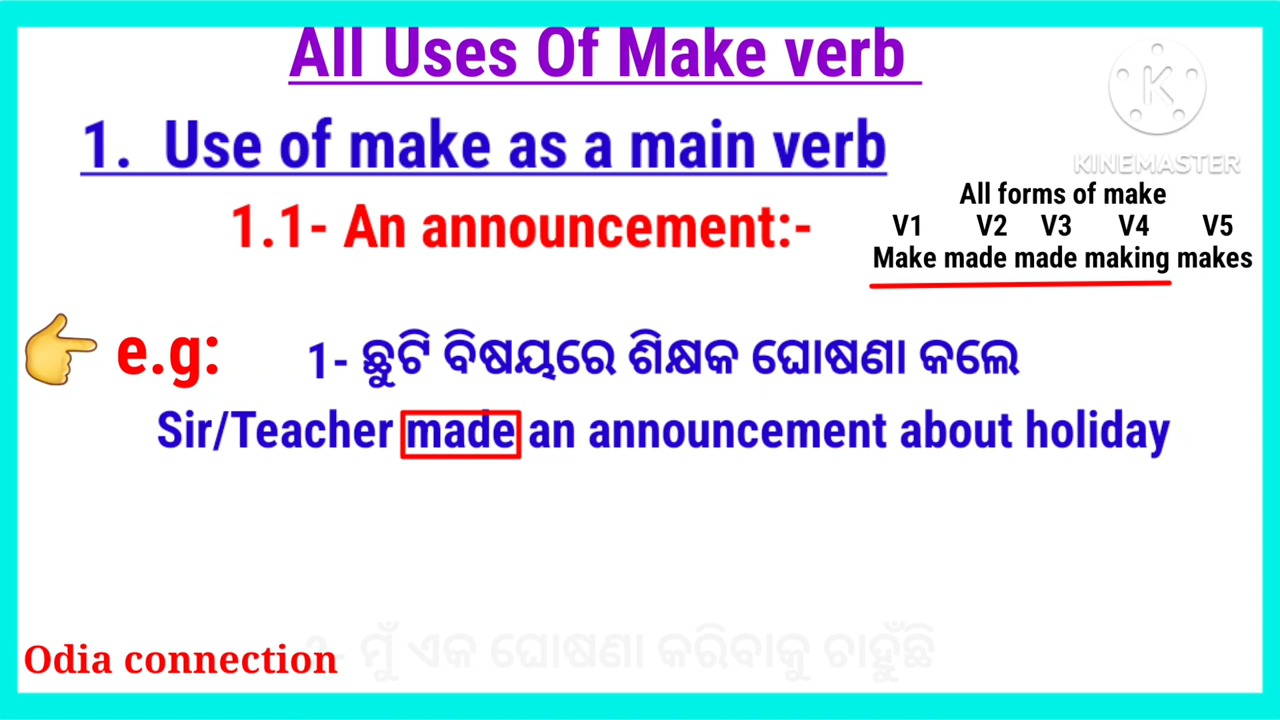 All Uses Of Make verb
1. Use of make as a main verb
KINEMASTER
1.1- An announcement:-
All forms of make
V1 V2 V3 V4 V5
Make made made making makes
e.g: 1- ଛୁଟି ବିଷୟରେ ଶିକ୍ଷକ ଘୋଷଣା କଲେ
Sir/Teacher made an announcement about holiday
ମୁଁ ଏକ ଘୋଷଣା କରିବାକୁ ଚାହୁଁଛି
Odia connection